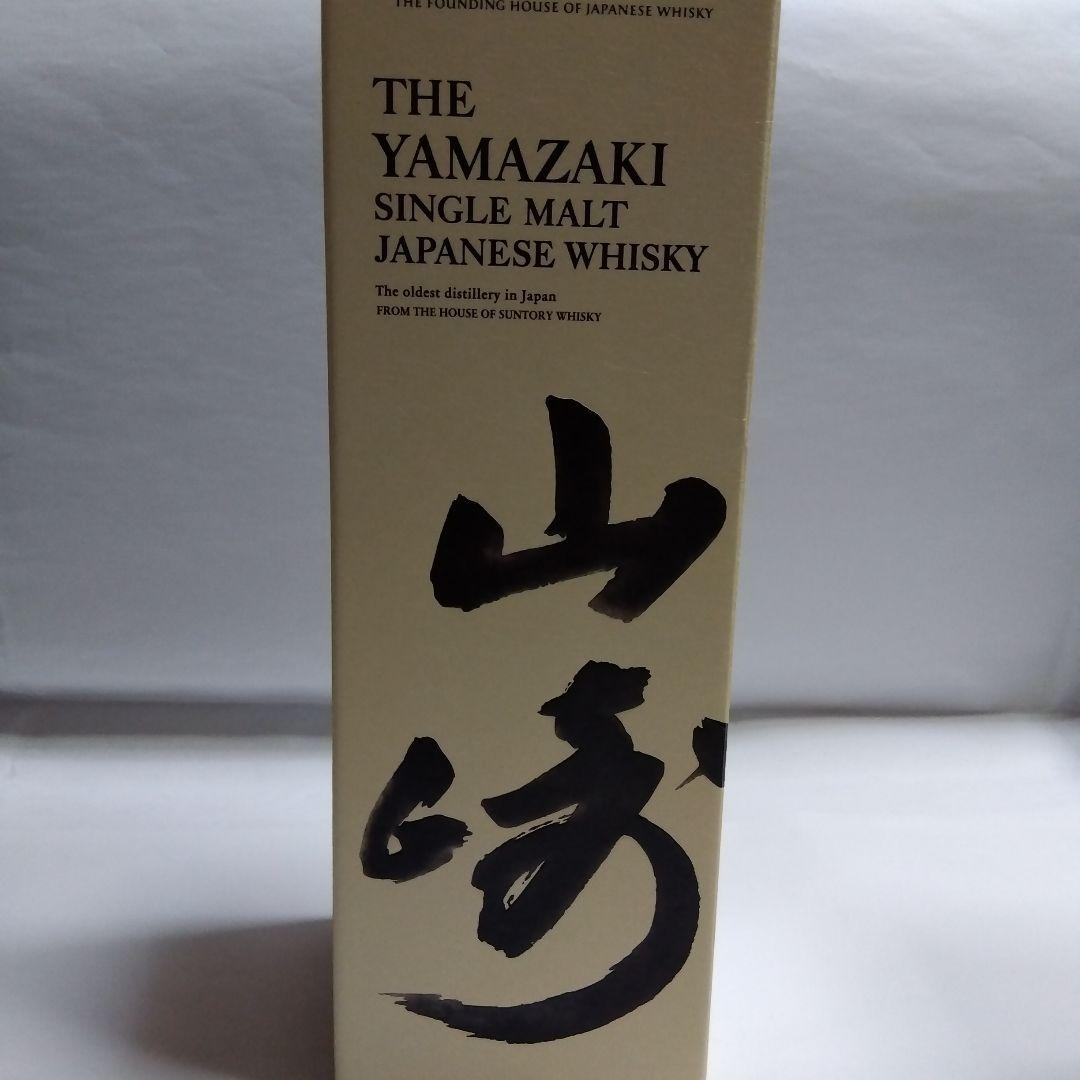 THE FOUNDING HOUSE OF JAPANESE WHISKY
THE
YAMAZAKI
SINGLE MALT
JAPANESE WHISKY
The oldest distillery in Japan
FROM THE HOUSE OF SUNTORY WHISKY
山
崎